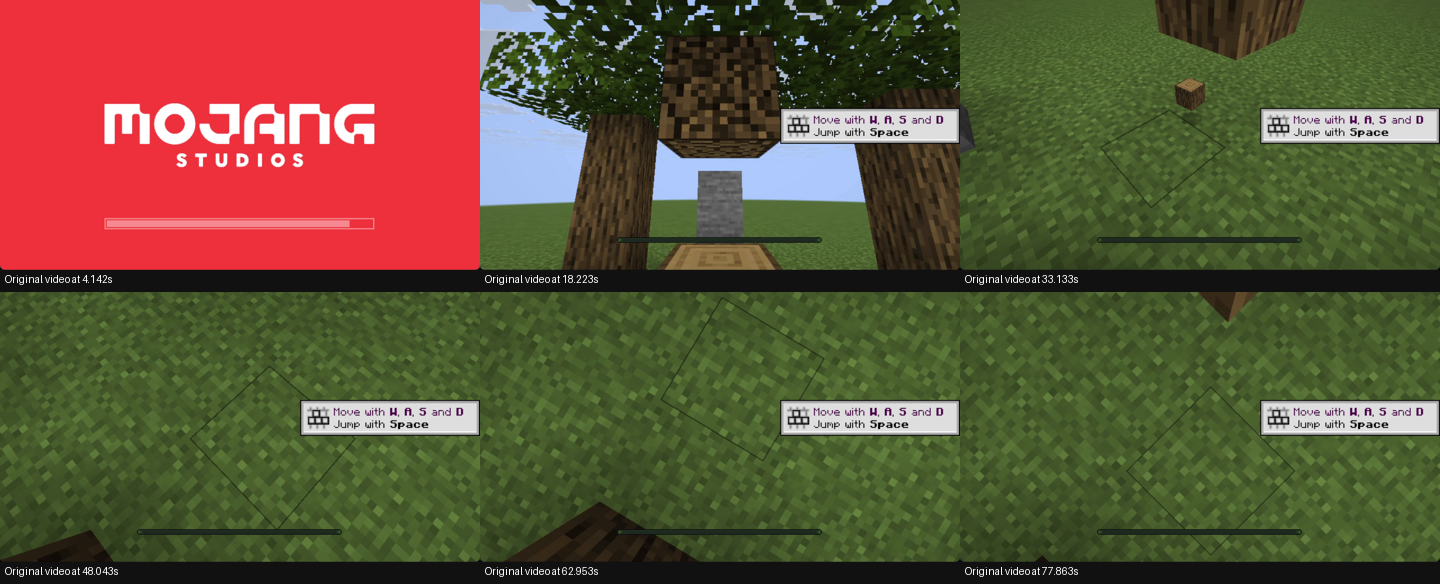 MOJANG
STUDIOS
Move with W, A, S and D
Jump with Space
Move with W, A, S and D
Jump with Space
Original video at 4.142s
Original video at 18.223s
Original video at 33.133s
Move with W, A, S and D
Jump with Space
Move with W, A, S and D
Jump with Space
Move with W, A, S and D
Jump with Space
Original video at 48.043s
Original video at 62.953s
Original video at 77.863s